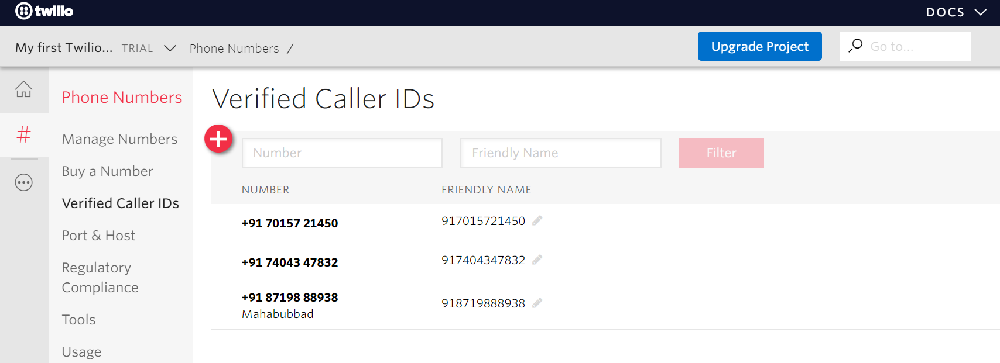 twilio
DOCS
My first Twilio... TRIAL Phone Numbers /
Upgrade Project
Go to...
Phone Numbers
Manage Numbers
Buy a Number
Verified Caller IDs
Port & Host
Regulatory
Compliance
Tools
Usage
Verified Caller IDs
Number
Friendly Name
Filter
NUMBER FRIENDLY NAME
+91 70157 21450 917015721450
+91 74043 47832 917404347832
+91 87198 88938 918719888938
Mahabubbad